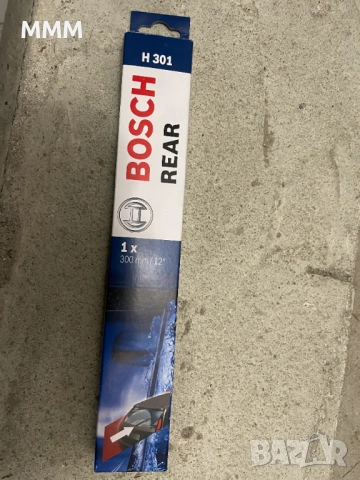 MMM
H 301
BOSCH
REAR
1 x
300 mm / 12"
BAZAR